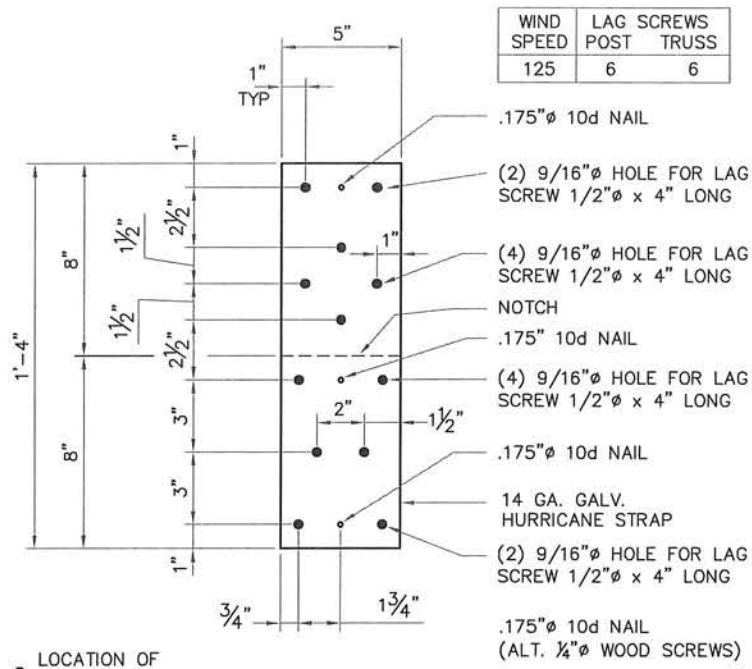 WIND SPEED LAG SCREWS POST TRUSS
125 6 6
5"
1" TYP
1"
2½"
1½"
1½"
2½"
3"
3"
1"
8"
8"
1'-4"
1"
2"
1½"
¾"
1¾"
.175"ø 10d NAIL
(2) 9/16"ø HOLE FOR LAG
SCREW 1/2"ø x 4" LONG
(4) 9/16"ø HOLE FOR LAG
SCREW 1/2"ø x 4" LONG
NOTCH
.175" 10d NAIL
(4) 9/16"ø HOLE FOR LAG
SCREW 1/2"ø x 4" LONG
.175"ø 10d NAIL
14 GA. GALV.
HURRICANE STRAP
(2) 9/16"ø HOLE FOR LAG
SCREW 1/2"ø x 4" LONG
.175"ø 10d NAIL
(ALT. ¼"ø WOOD SCREWS)
LOCATION OF